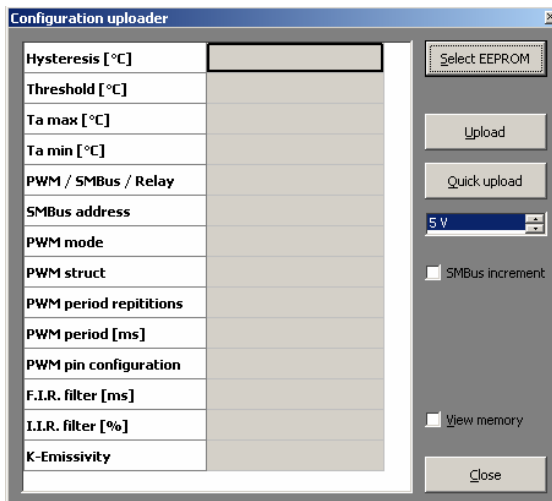 Configuration uploader
Hysteresis [°C]
Threshold [°C]
Ta max [°C]
Ta min [°C]
PWM / SMBus / Relay
SMBus address
PWM mode
PWM struct
PWM period repititions
PWM period [ms]
PWM pin configuration
F.I.R. filter [ms]
I.I.R. filter [%]
K-Emissivity
Select EEPROM
Upload
Quick upload
5 V
SMBus increment
View memory
Close